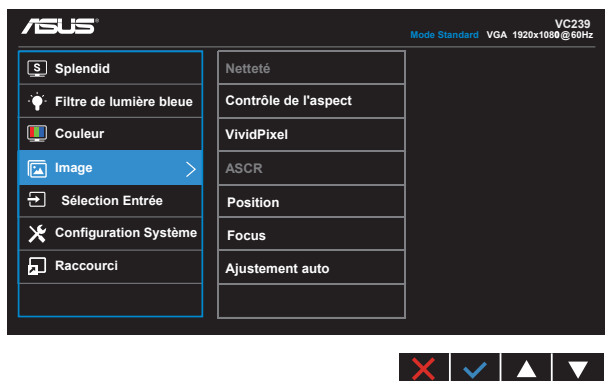 ASUS
VC239
Mode Standard VGA 1920x1080@60Hz
S Splendid
Filtre de lumière bleue
Couleur
Image
Sélection Entrée
Configuration Système
Raccourci
Netteté
Contrôle de l'aspect
VividPixel
ASCR
Position
Focus
Ajustement auto